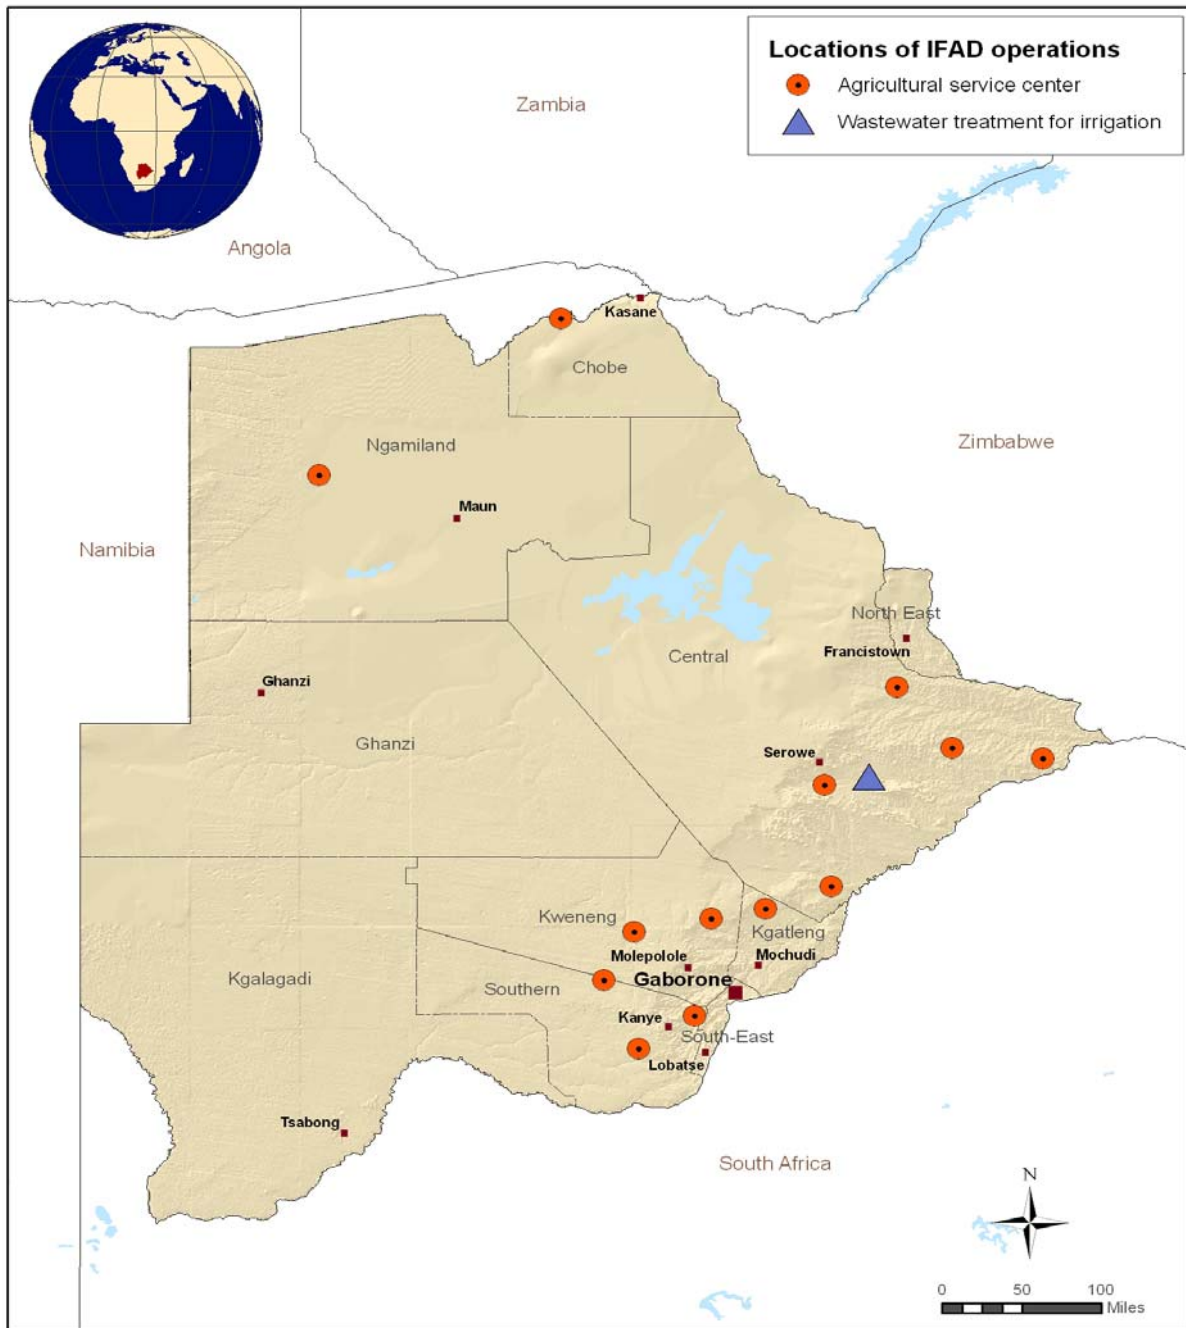 Locations of IFAD operations
Agricultural service center
Wastewater treatment for irrigation
Zambia
Angola
Kasane
Chobe
Ngamiland
Zimbabwe
Maun
Namibia
North East
Francistown
Central
Ghanzi
Ghanzi
Serowe
Kweneng
Kgatleng
Molepolole
Mochudi
Kgalagadi
Southern
Gaborone
Kanye
South-East
Lobatse
Tsabong
South Africa
N
0 50 100
Miles